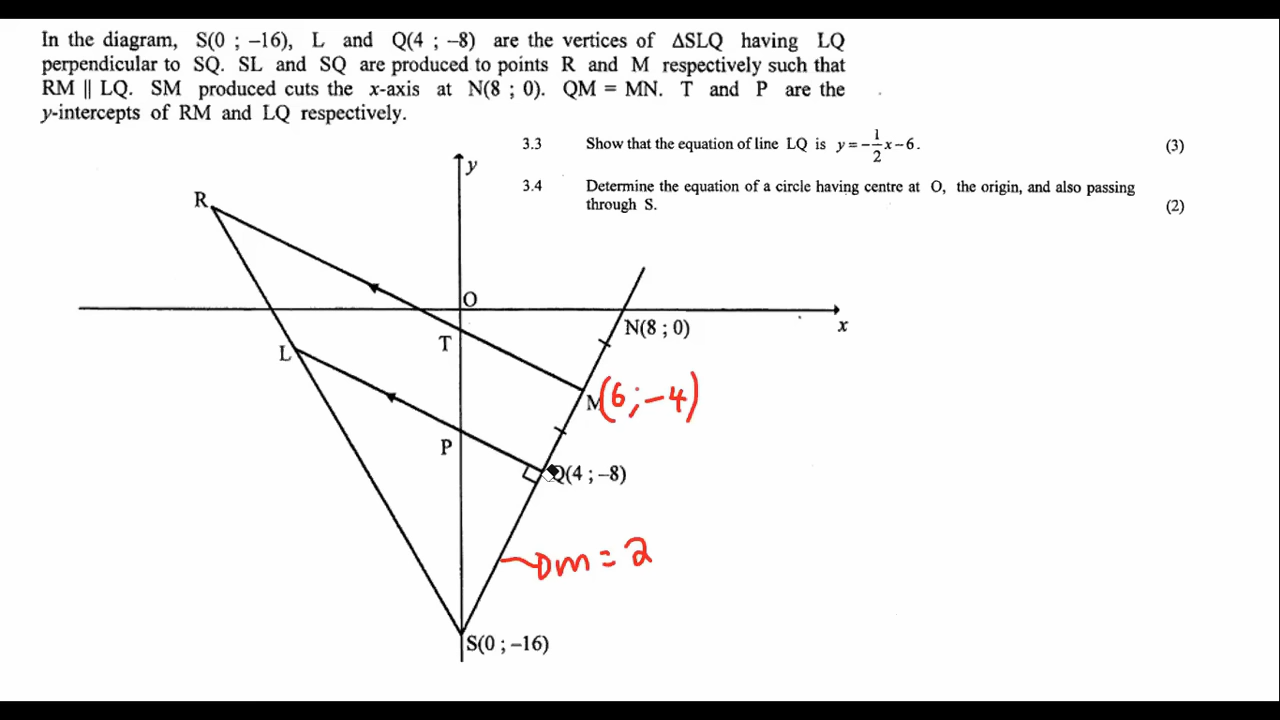 In the diagram, S(0 ; –16), L and Q(4 ; –8) are the vertices of ΔSLQ having LQ
perpendicular to SQ. SL and SQ are produced to points R and M respectively such that
RM || LQ. SM produced cuts the x-axis at N(8 ; 0). QM = MN. T and P are the
y-intercepts of RM and LQ respectively.
3.3 Show that the equation of line LQ is y = –1/2 x – 6. (3)
3.4 Determine the equation of a circle having centre at O, the origin, and also passing
through S. (2)
y
R
O
N(8 ; 0)
x
T
L
M
(6 ; –4)
P
Q(4 ; –8)
m = 2
S(0 ; –16)